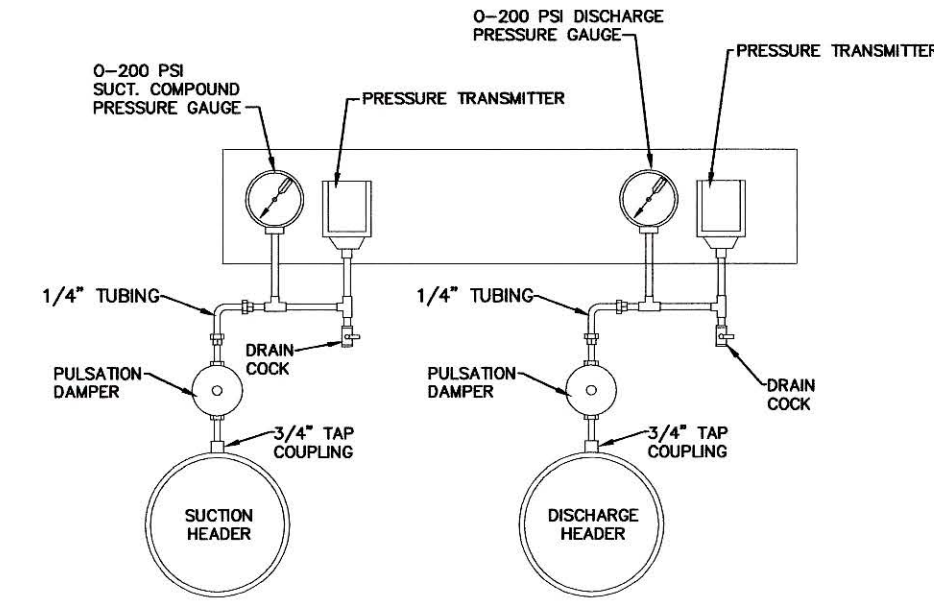 0-200 PSI DISCHARGE
PRESSURE GAUGE
PRESSURE TRANSMITTER
0-200 PSI
SUCT. COMPOUND
PRESSURE GAUGE
PRESSURE TRANSMITTER
1/4" TUBING
1/4" TUBING
DRAIN
COCK
PULSATION
DAMPER
PULSATION
DAMPER
DRAIN
COCK
3/4" TAP
COUPLING
3/4" TAP
COUPLING
SUCTION
HEADER
DISCHARGE
HEADER